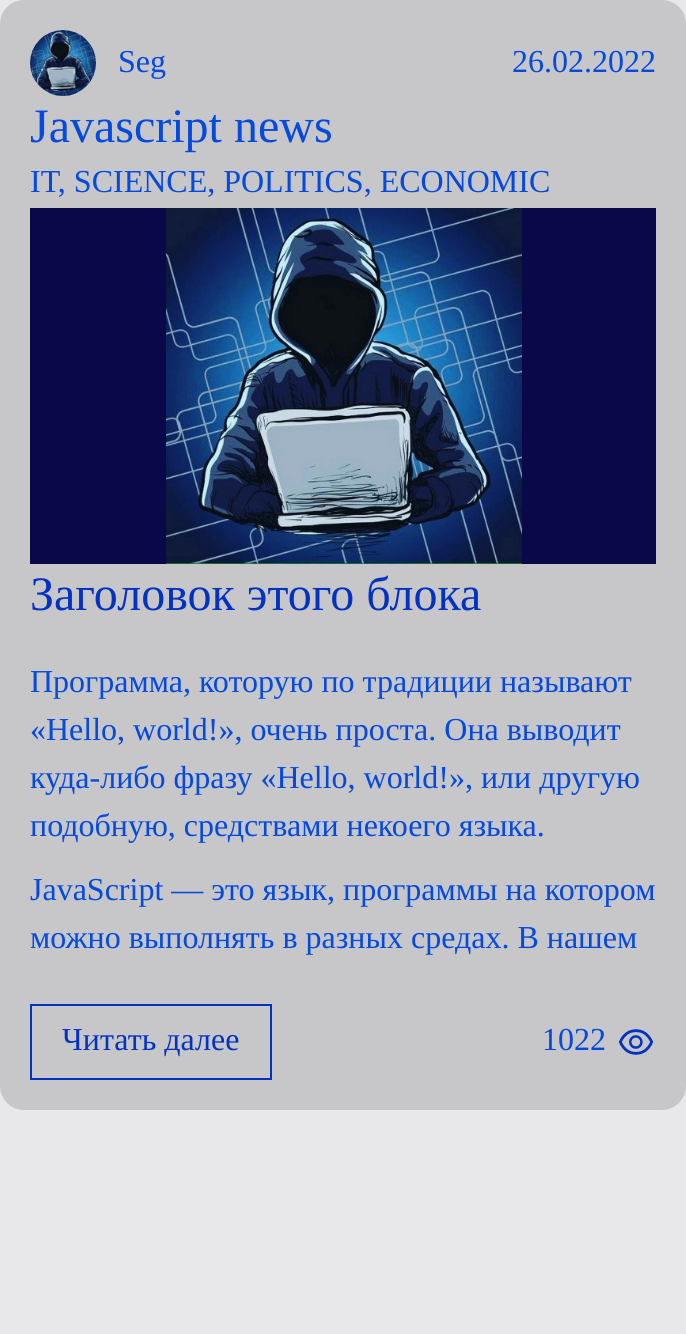 Seg
26.02.2022
Javascript news
IT, SCIENCE, POLITICS, ECONOMIC
Заголовок этого блока
Программа, которую по традиции называют
«Hello, world!», очень проста. Она выводит
куда-либо фразу «Hello, world!», или другую
подобную, средствами некоего языка.
JavaScript — это язык, программы на котором
можно выполнять в разных средах. В нашем
Читать далее
1022